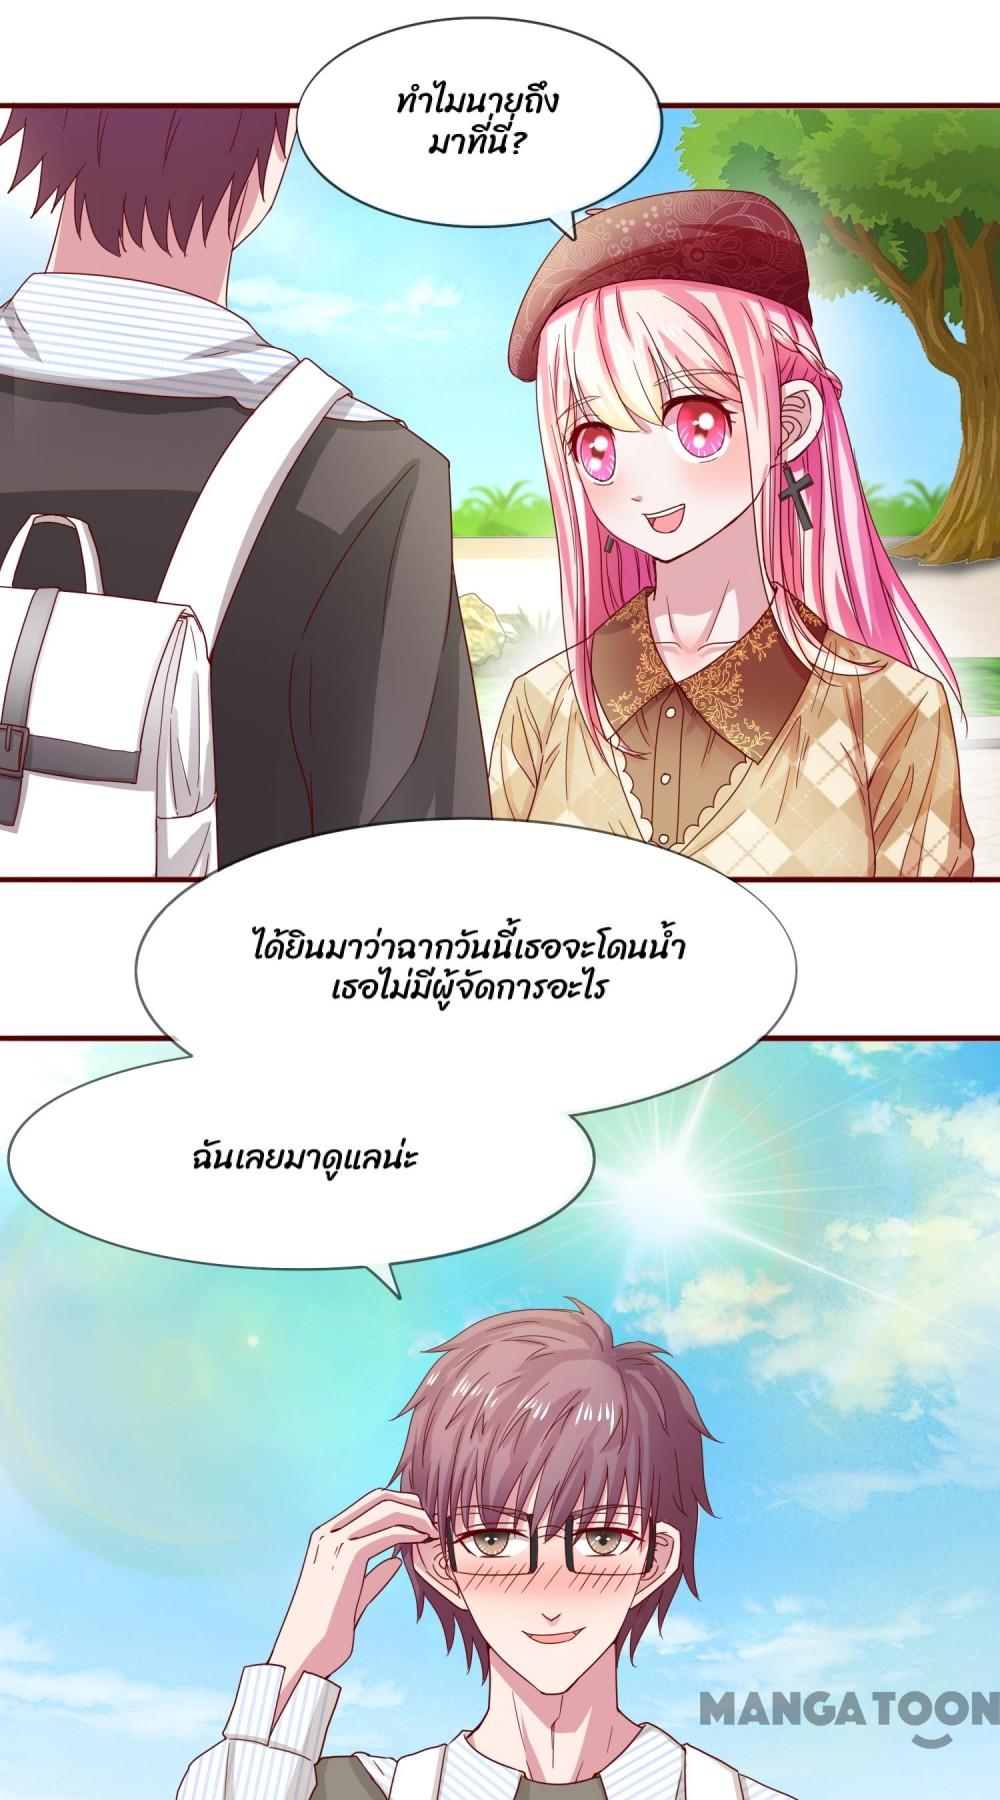 ทำไมนายถึง
มาที่นี่?
ได้ยินมาว่าฉากวันนี้เธอจะโดนน้ำ
เธอไม่มีผู้จัดการอะไร
ฉันเลยมาดูแลน่ะ
MANGATOON